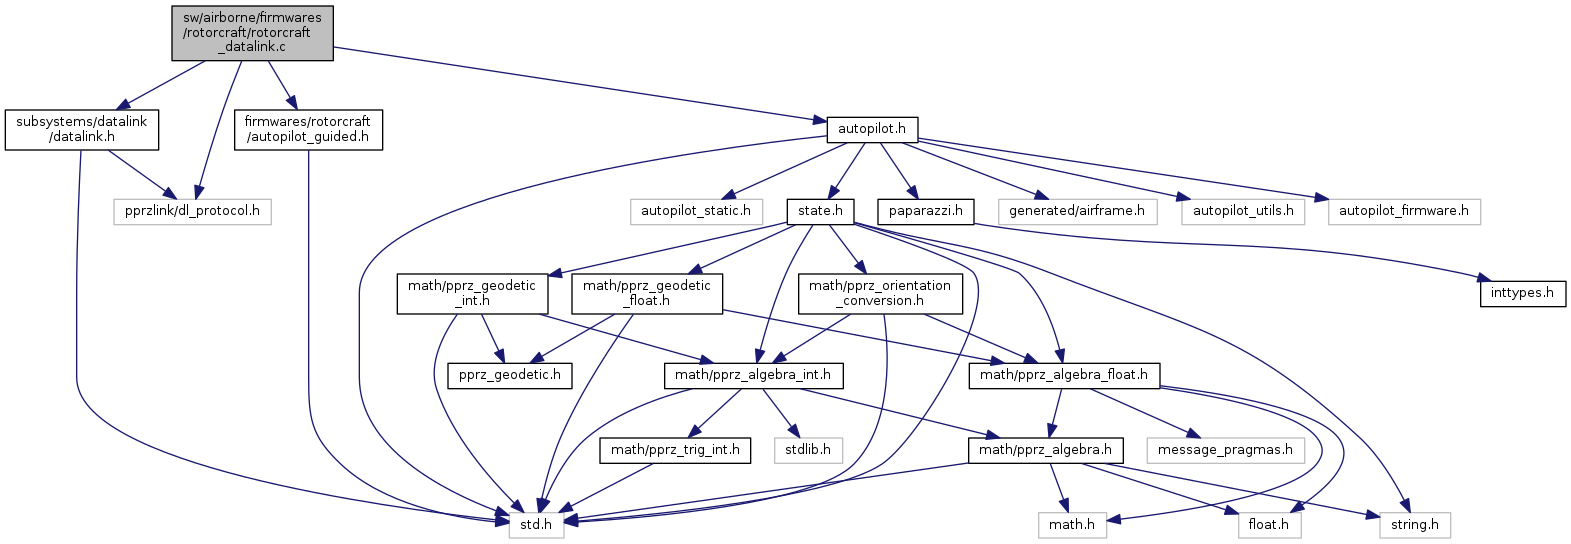 sw/airborne/firmwares
/rotorcraft/rotorcraft
_datalink.c
subsystems/datalink
/datalink.h
firmwares/rotorcraft
/autopilot_guided.h
autopilot.h
pprzlink/dl_protocol.h
autopilot_static.h
state.h
paparazzi.h
generated/airframe.h
autopilot_utils.h
autopilot_firmware.h
math/pprz_geodetic
_int.h
math/pprz_geodetic
_float.h
math/pprz_orientation
_conversion.h
inttypes.h
pprz_geodetic.h
math/pprz_algebra_int.h
math/pprz_algebra_float.h
math/pprz_trig_int.h
stdlib.h
math/pprz_algebra.h
message_pragmas.h
std.h
math.h
float.h
string.h